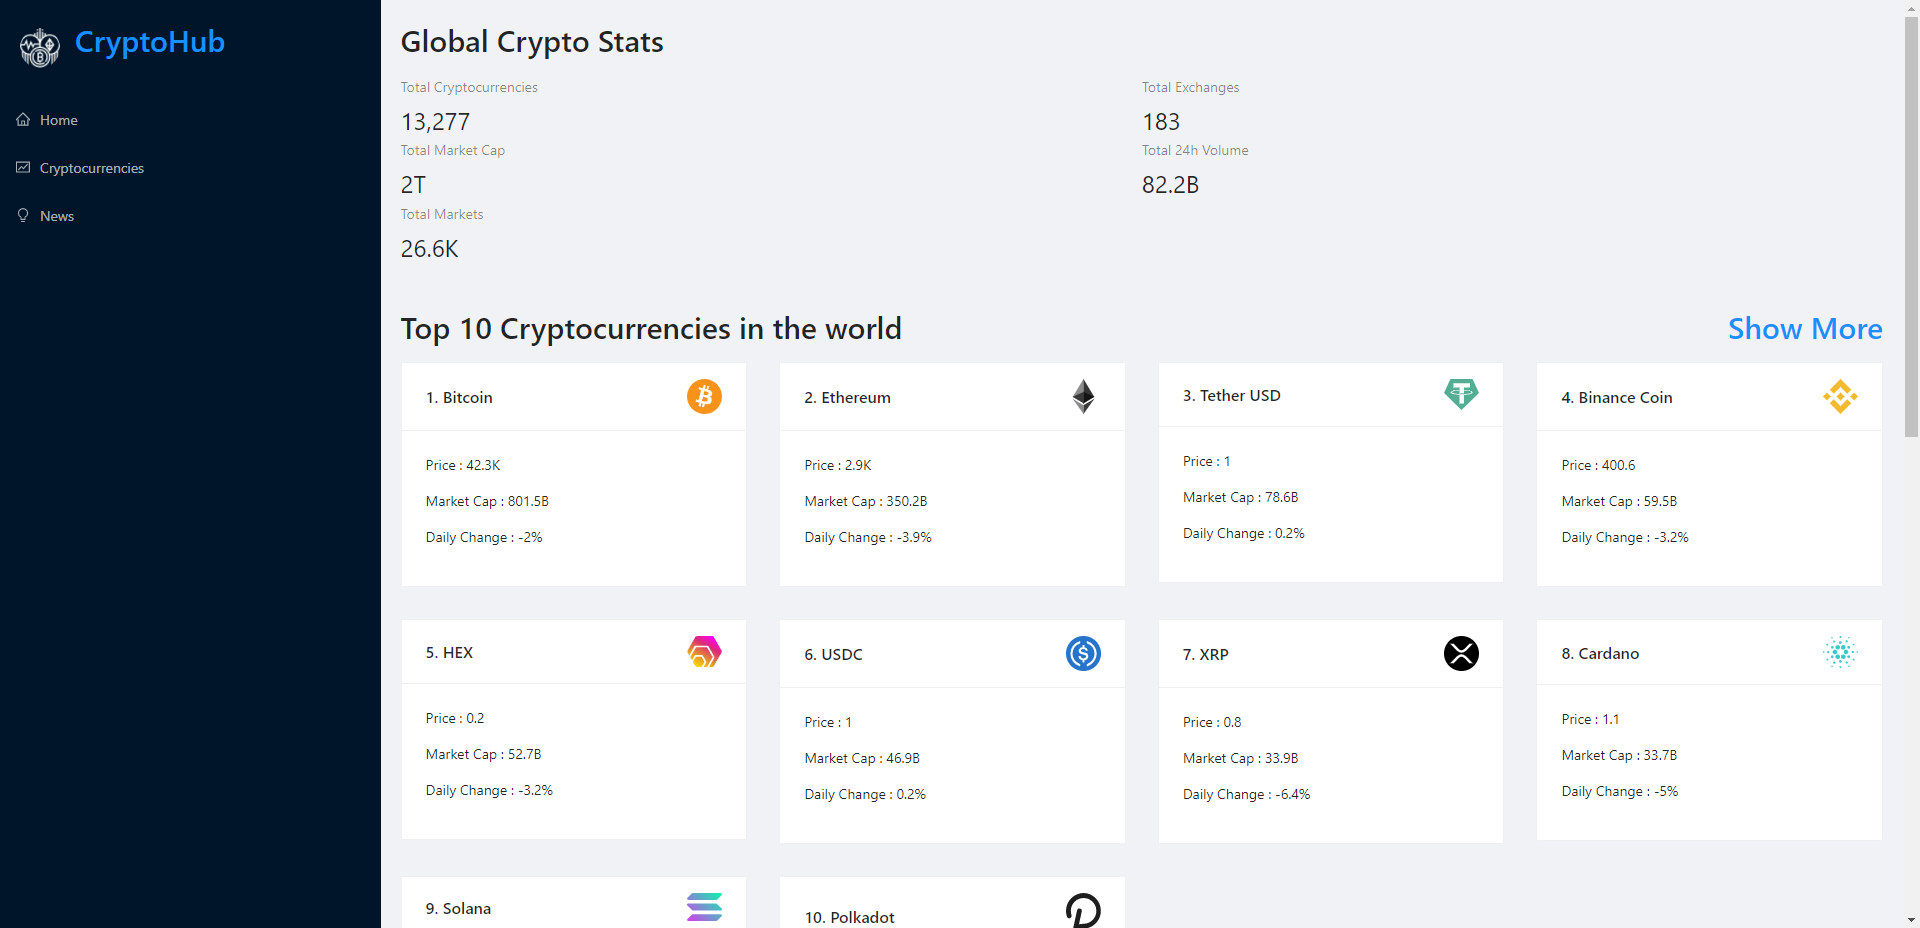 CryptoHub
Home
Cryptocurrencies
News
Global Crypto Stats
Total Cryptocurrencies
13,277
Total Exchanges
183
Total Market Cap
2T
Total 24h Volume
82.2B
Total Markets
26.6K
Top 10 Cryptocurrencies in the world
Show More
1. Bitcoin
Price : 42.3K
Market Cap : 801.5B
Daily Change : -2%
2. Ethereum
Price : 2.9K
Market Cap : 350.2B
Daily Change : -3.9%
3. Tether USD
Price : 1
Market Cap : 78.6B
Daily Change : 0.2%
4. Binance Coin
Price : 400.6
Market Cap : 59.5B
Daily Change : -3.2%
5. HEX
Price : 0.2
Market Cap : 52.7B
Daily Change : -3.2%
6. USDC
Price : 1
Market Cap : 46.9B
Daily Change : 0.2%
7. XRP
Price : 0.8
Market Cap : 33.9B
Daily Change : -6.4%
8. Cardano
Price : 1.1
Market Cap : 33.7B
Daily Change : -5%
9. Solana
10. Polkadot